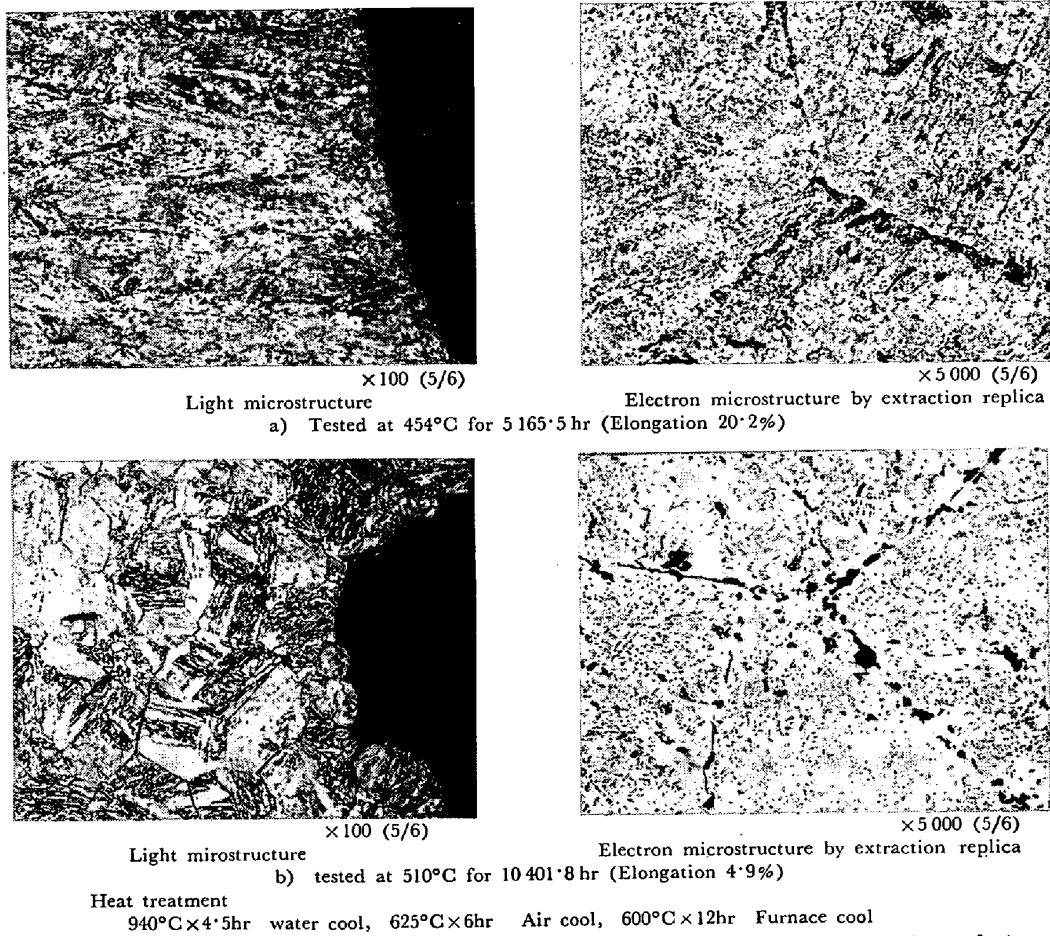 ×100 (5/6)
×5 000 (5/6)
Light microstructure
Electron microstructure by extraction replica
a) Tested at 454°C for 5 165·5 hr (Elongation 20·2%)
×100 (5/6)
×5 000 (5/6)
Light mirostructure
Electron microstructure by extraction replica
b) tested at 510°C for 10 401·8 hr (Elongation 4·9%)
Heat treatment
940°C×4·5hr water cool, 625°C×6hr Air cool, 600°C×12hr Furnace cool